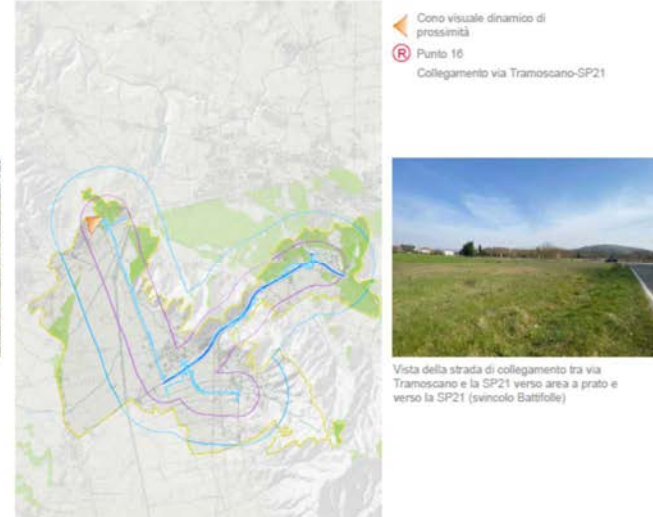 Cono visuale dinamico di
prossimità
R Punto 16
Collegamento via Tramoscano-SP21
Vista della strada di collegamento tra via
Tramoscano e la SP21 verso area a prato e
verso la SP21 (svincolo Battifolle)